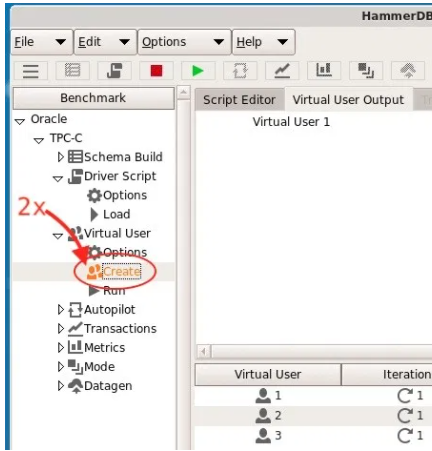 HammerDB
File Edit Options Help
Benchmark
Script Editor Virtual User Output
Oracle
Virtual User 1
TPC-C
Schema Build
Driver Script
Options
Load
2x
Virtual User
Options
Create
Run
Autopilot
Transactions
Metrics
Mode
Datagen
Virtual User Iteration
1 1
2 1
3 1